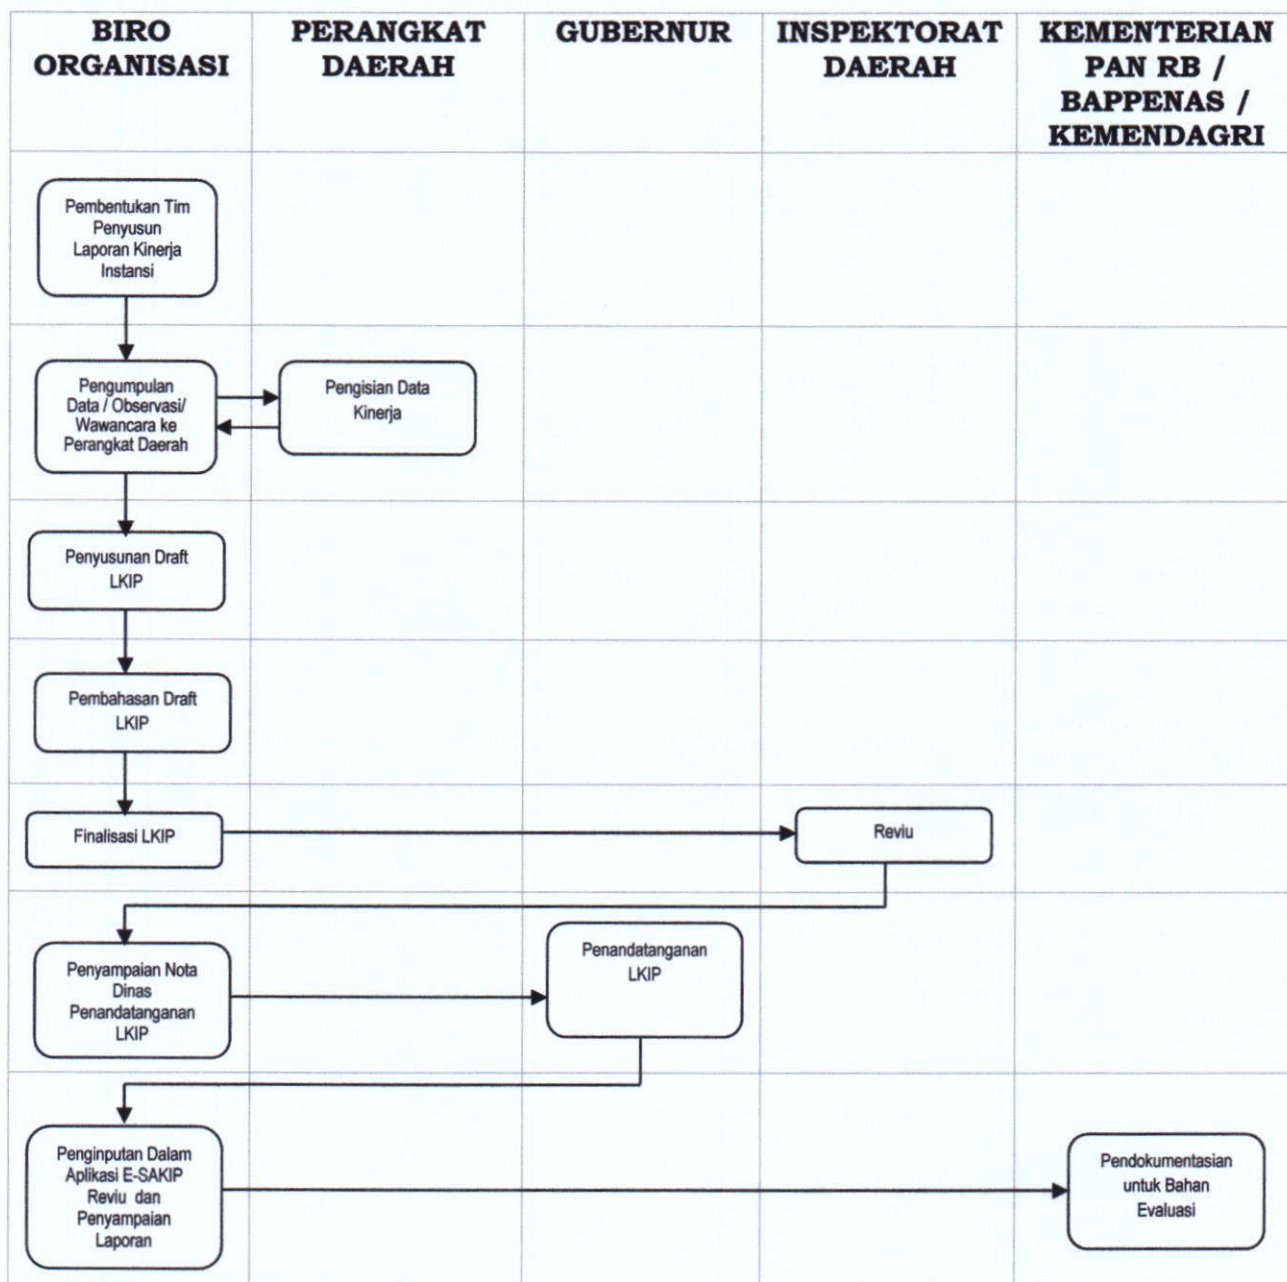 BIRO
ORGANISASI
PERANGKAT
DAERAH
GUBERNUR
INSPEKTORAT
DAERAH
KEMENTERIAN
PAN RB /
BAPPENAS /
KEMENDAGRI
Pembentukan Tim
Penyusun
Laporan Kinerja
Instansi
Pengumpulan
Data / Observasi/
Wawancara ke
Perangkat Daerah
Pengisian Data
Kinerja
Penyusunan Draft
LKIP
Pembahasan Draft
LKIP
Finalisasi LKIP
Reviu
Penyampaian Nota
Dinas
Penandatanganan
LKIP
Penandatanganan
LKIP
Penginputan Dalam
Aplikasi E-SAKIP
Reviu dan
Penyampaian
Laporan
Pendokumentasian
untuk Bahan
Evaluasi